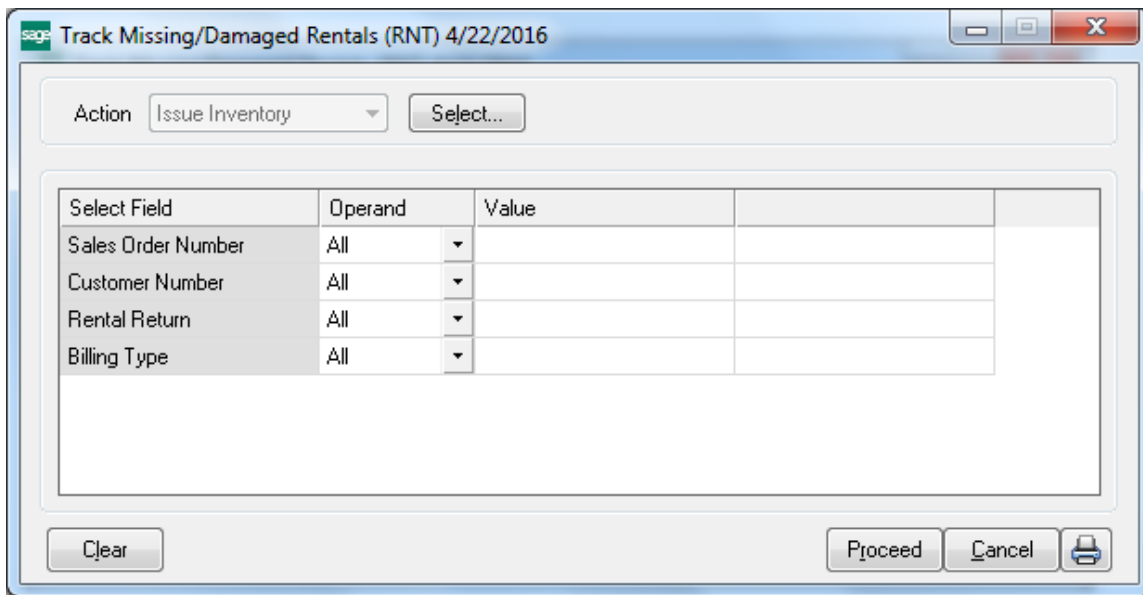 sage Track Missing/Damaged Rentals (RNT) 4/22/2016
Action Issue Inventory Select...
Select Field Operand Value
Sales Order Number All
Customer Number All
Rental Return All
Billing Type All
Clear Proceed Cancel